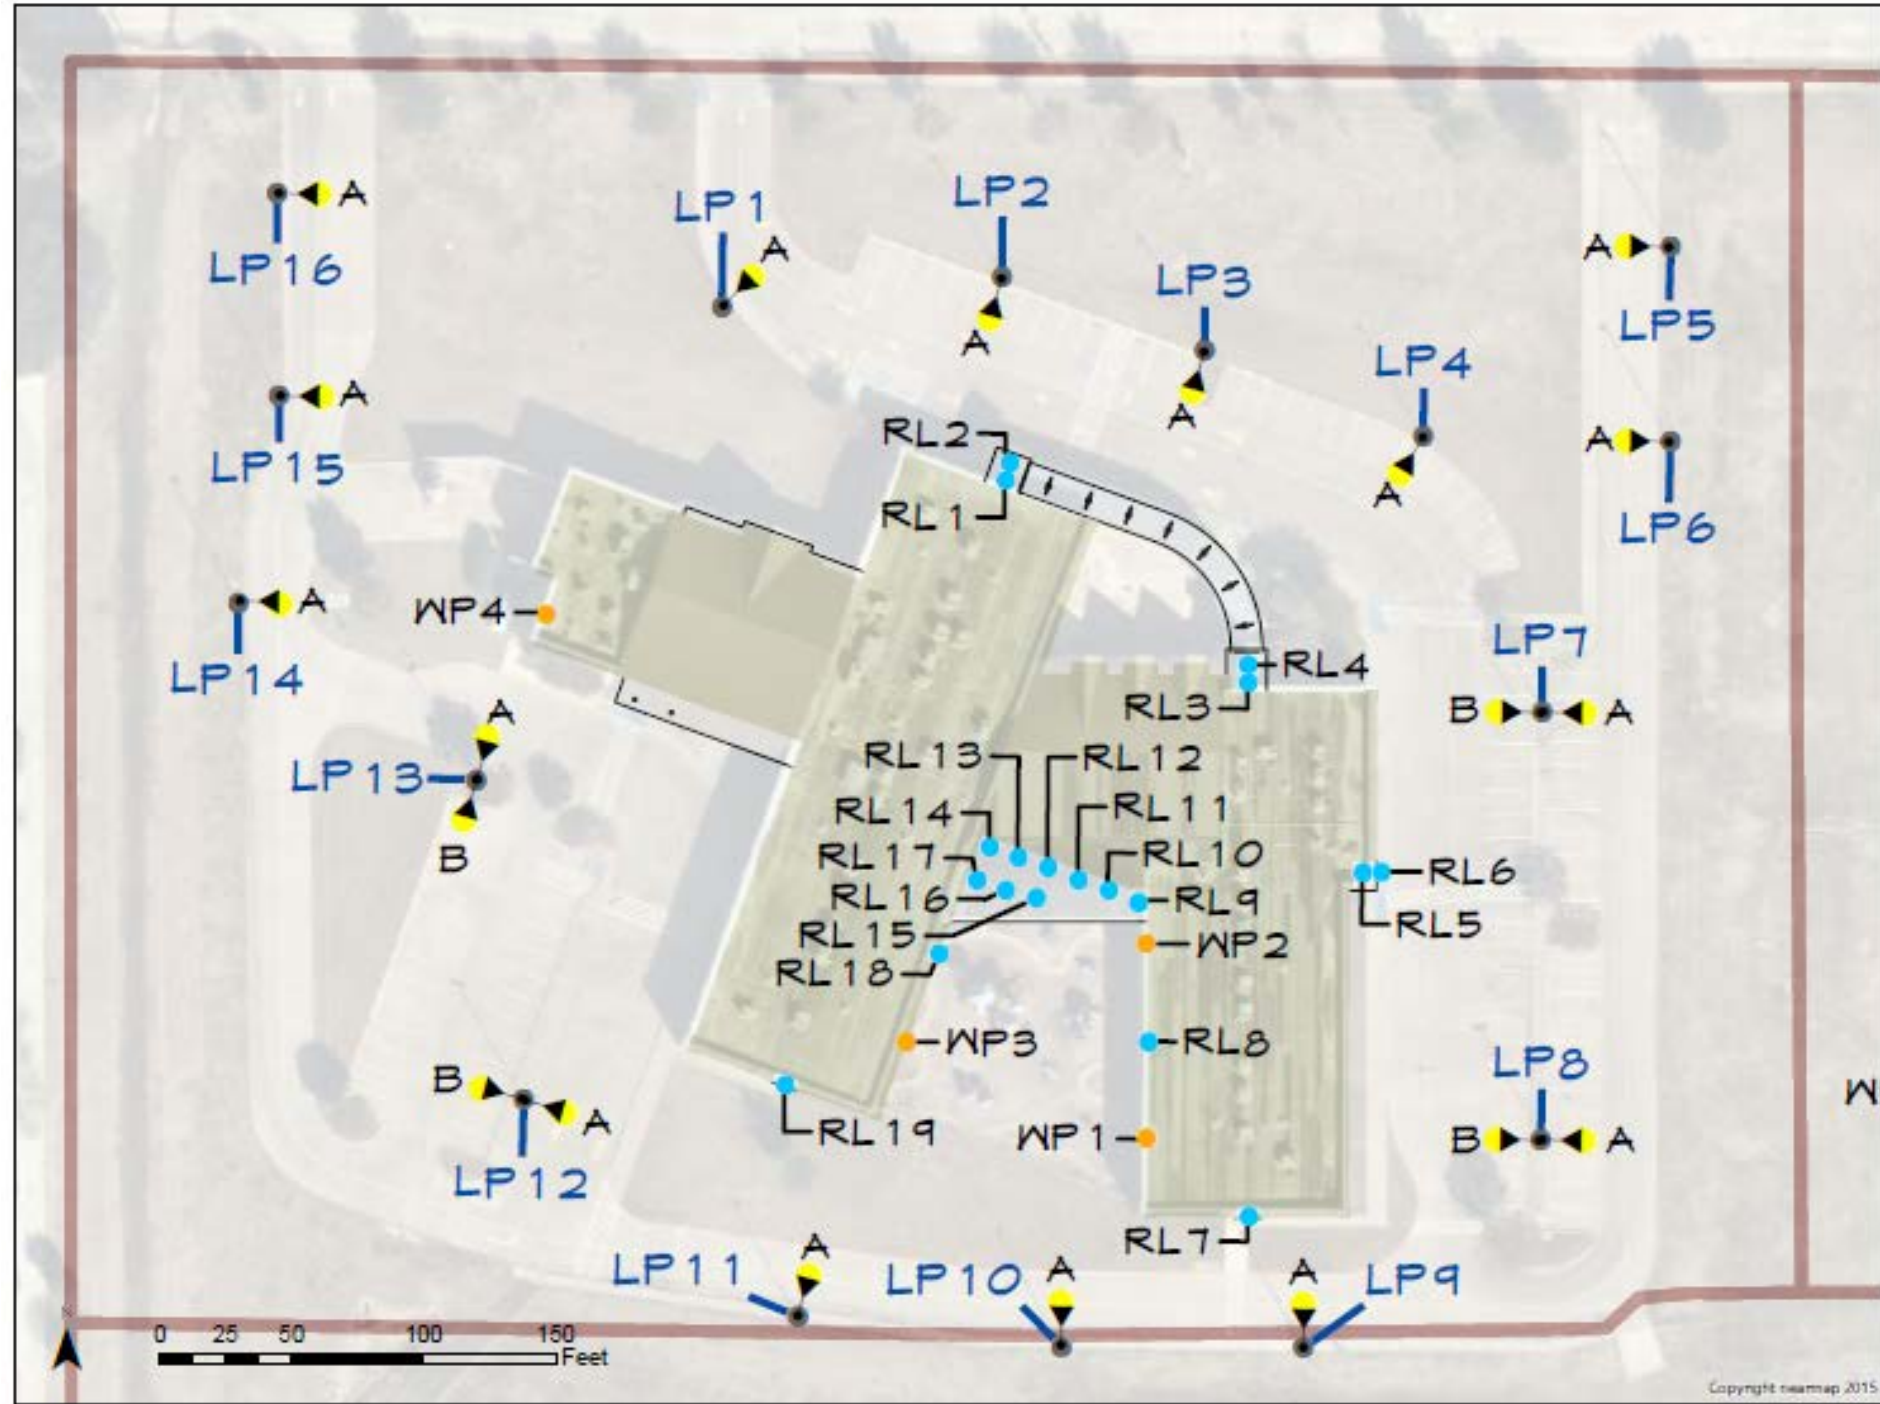 LP1
A
LP2
A
LP16
A
LP3
A
A
LP5
LP4
A
LP15
A
RL2
RL1
A
LP6
LP14
A
WP4
LP7
B
A
RL4
RL3
A
LP13
B
RL13
RL12
RL14
RL11
RL17
RL10
RL16
RL9
RL6
RL5
RL15
WP2
RL18
WP3
RL8
LP8
B
A
LP12
B
A
RL19
WP1
RL7
LP11
A
LP10
A
A
LP9
W
0 25 50 100 150
Feet
Copyright nearmap 2015